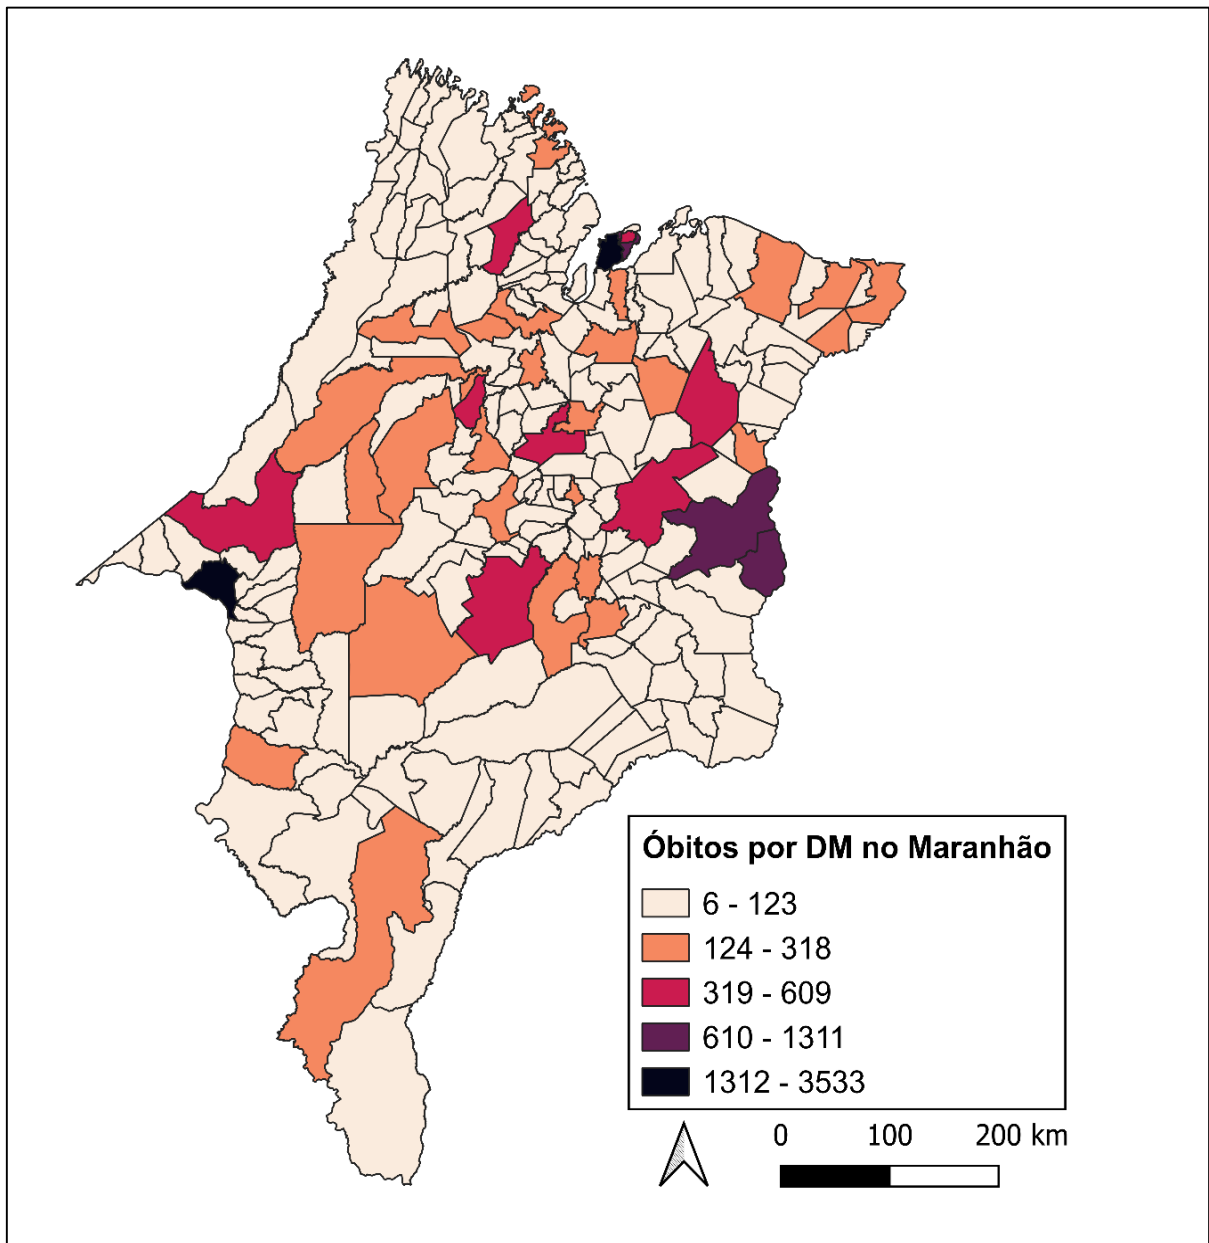 Óbitos por DM no Maranhão
6 - 123
124 - 318
319 - 609
610 - 1311
1312 - 3533
0 100 200 km